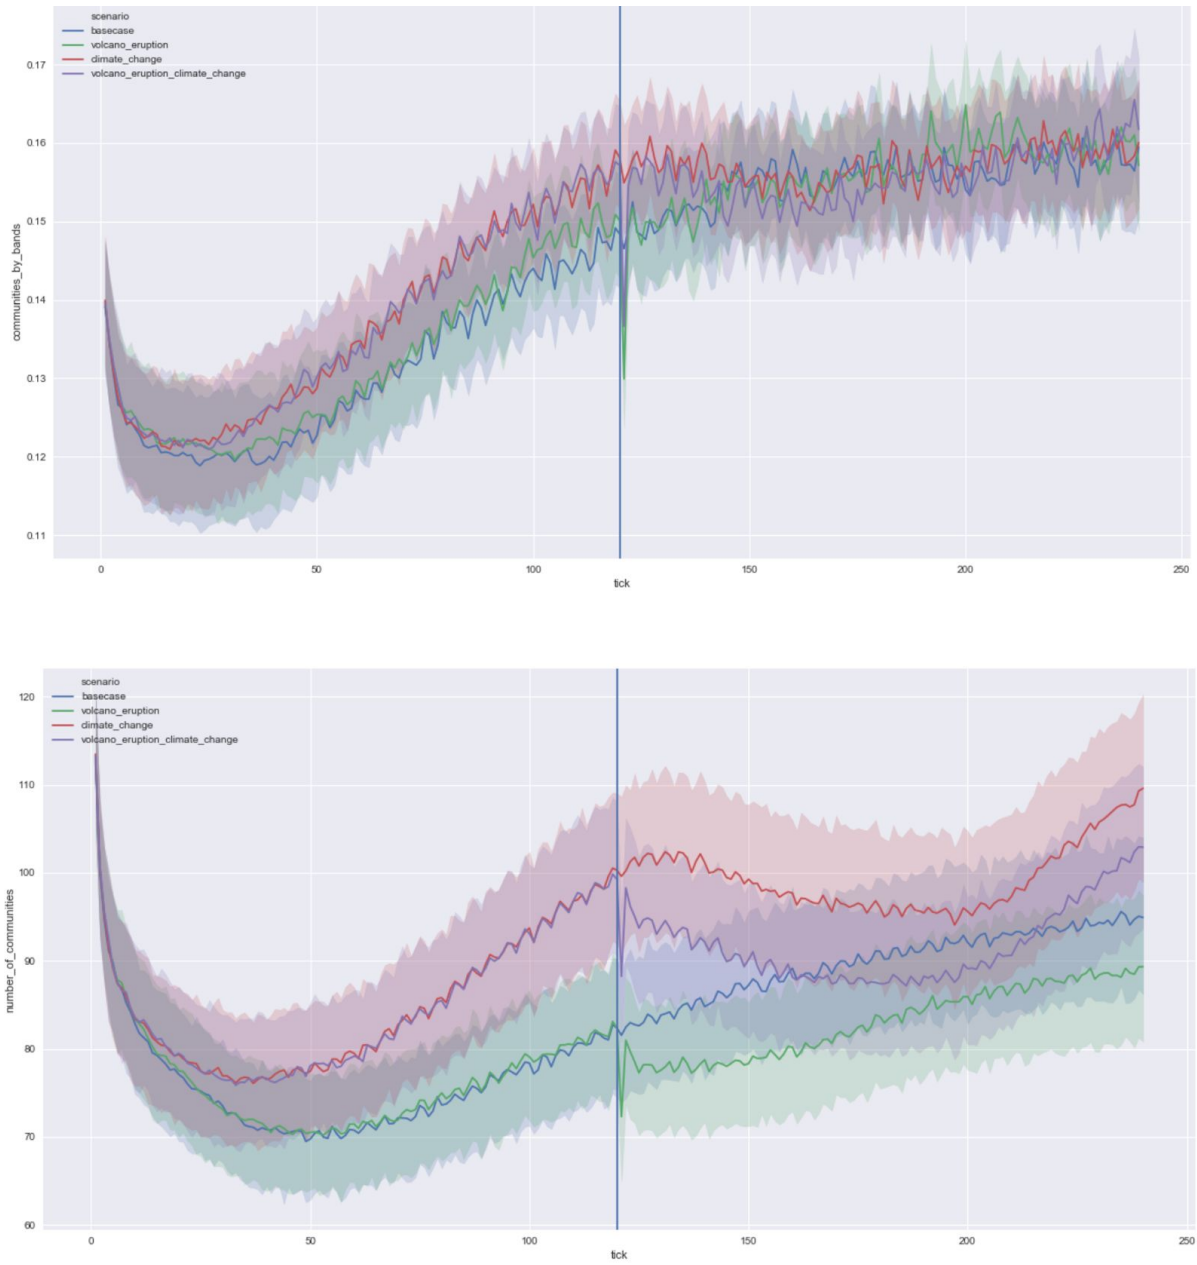 scenario
basecase
volcano_eruption
climate_change
volcano_eruption_climate_change
0.17
0.16
0.15
0.14
0.13
0.12
0.11
communities_by_bands
0 50 100 150 200 250
tick
scenario
basecase
volcano_eruption
climate_change
volcano_eruption_climate_change
120
110
100
90
80
70
60
number_of_communities
0 50 100 150 200 250
tick